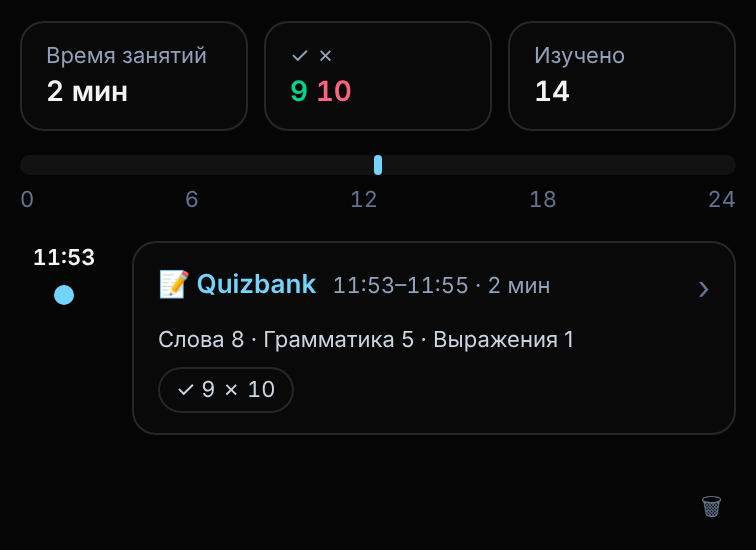 Время занятий
2 мин
✓ ×
9 10
Изучено
14
0 6 12 18 24
11:53
📝 Quizbank 11:53–11:55 · 2 мин ›
Слова 8 · Грамматика 5 · Выражения 1
✓ 9 × 10